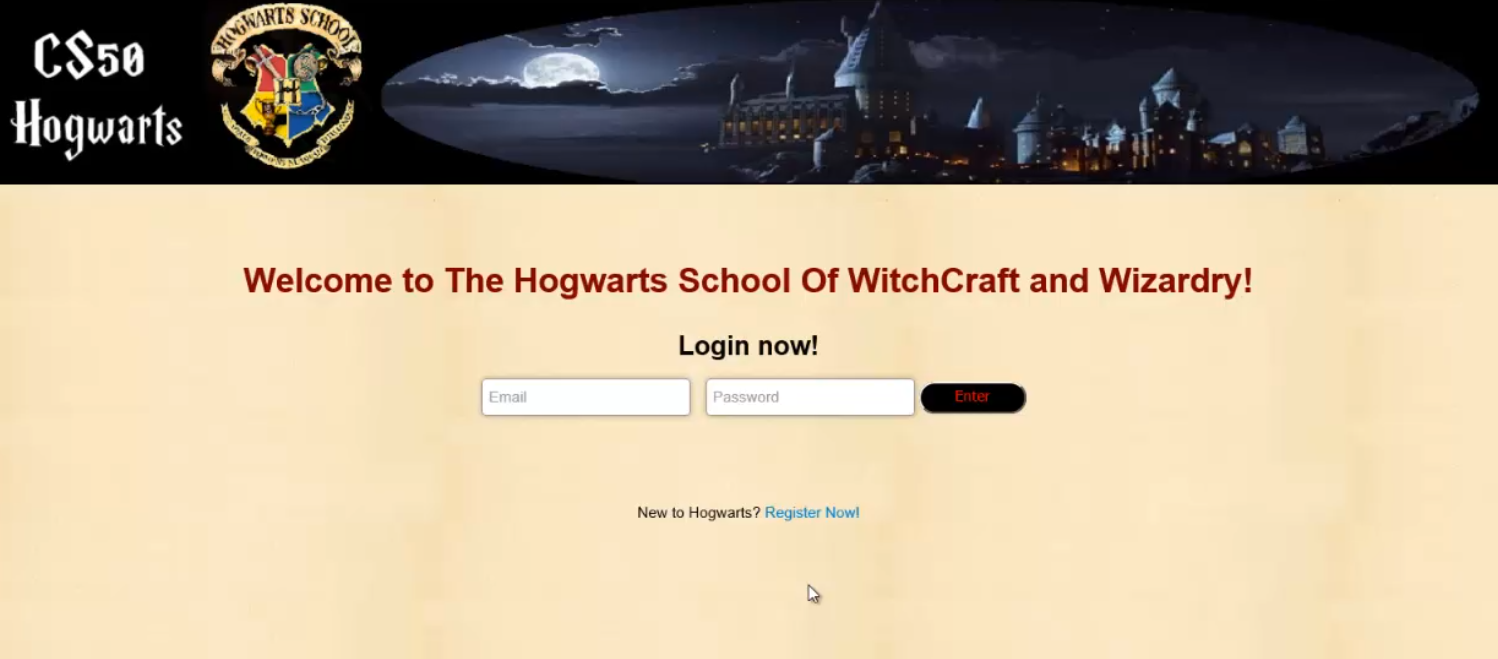 CS50
Hogwarts
HOGWARTS SCHOOL
H
Welcome to The Hogwarts School Of WitchCraft and Wizardry!
Login now!
Email
Password
Enter
New to Hogwarts? Register Now!